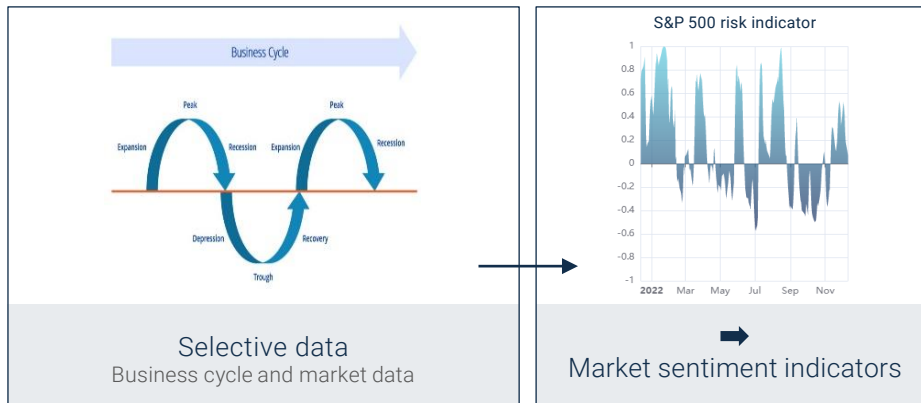 Business Cycle
Peak
Peak
Expansion
Recession
Expansion
Recession
Depression
Recovery
Trough
Selective data
Business cycle and market data
S&P 500 risk indicator
1
0.8
0.6
0.4
0.2
0
-0.2
-0.4
-0.6
-0.8
-1
2022 Mar May Jul Sep Nov
Market sentiment indicators